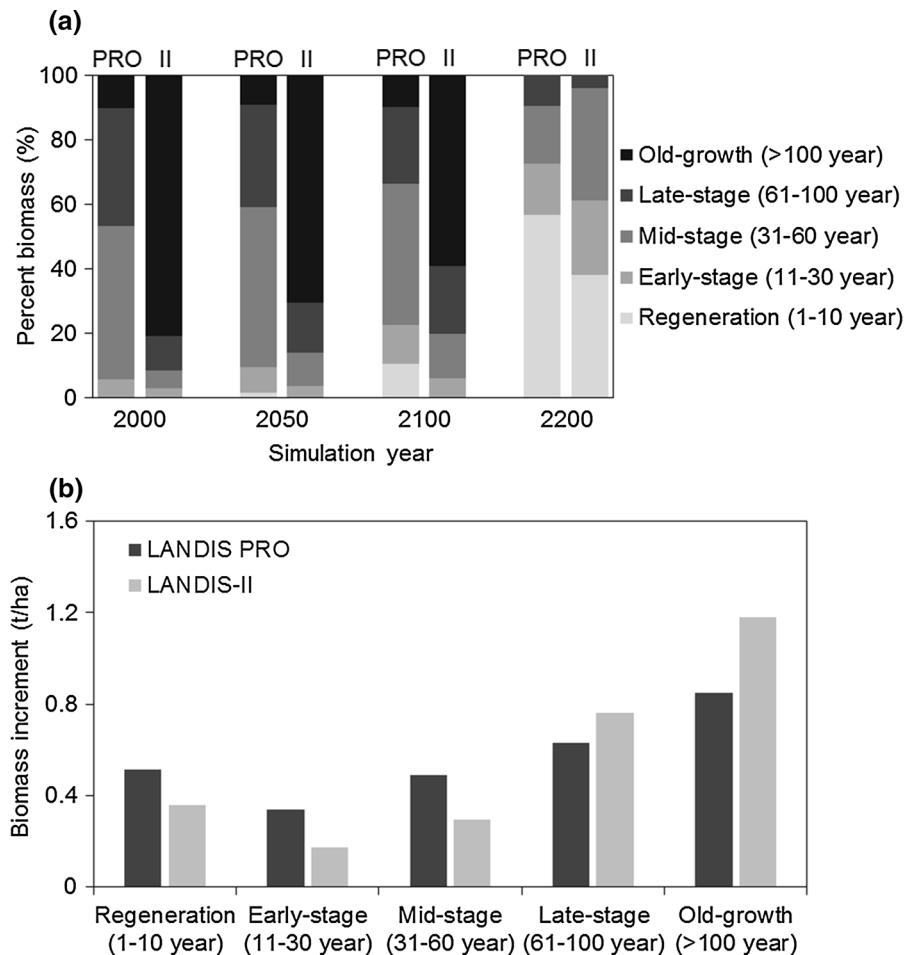 (a)
PRO II PRO II PRO II PRO II
100
80
60
40
20
0
Percent biomass (%)
2000 2050 2100 2200
Simulation year
Old-growth (>100 year)
Late-stage (61-100 year)
Mid-stage (31-60 year)
Early-stage (11-30 year)
Regeneration (1-10 year)
(b)
1.6
1.2
0.8
0.4
0
Biomass increment (t/ha)
LANDIS PRO
LANDIS-II
Regeneration Early-stage Mid-stage Late-stage Old-growth
(1-10 year) (11-30 year) (31-60 year) (61-100 year) (>100 year)